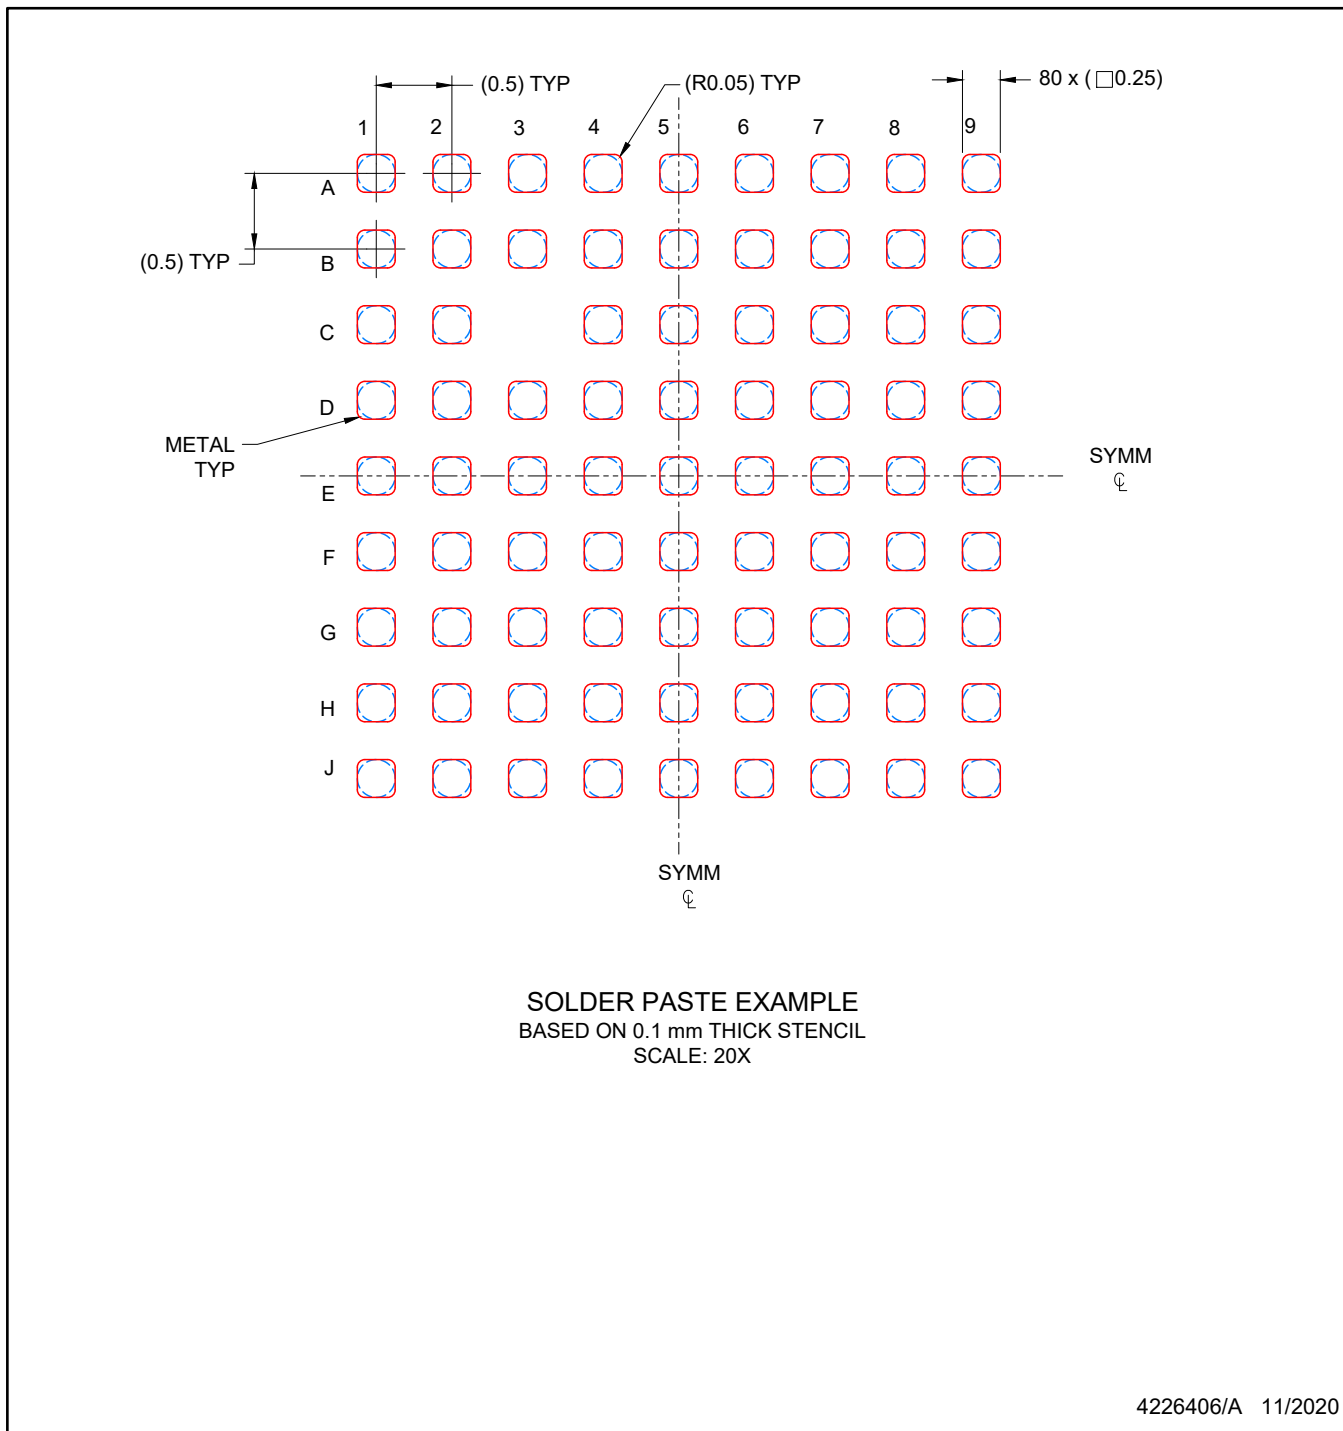 (0.5) TYP
(R0.05) TYP
80 x ( □0.25)
1 2 3 4 5 6 7 8 9
A
B
(0.5) TYP
C
D
METAL
TYP
SYMM
℄
E
F
G
H
J
SYMM
℄
SOLDER PASTE EXAMPLE
BASED ON 0.1 mm THICK STENCIL
SCALE: 20X
4226406/A 11/2020